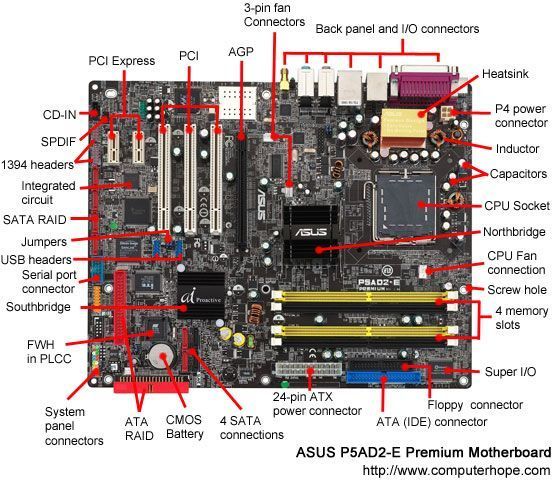 3-pin fan
Connectors
Back panel and I/O connectors
PCI Express
PCI
AGP
Heatsink
CD-IN
SPDIF
1394 headers
Integrated
circuit
SATA RAID
Jumpers
USB headers
Serial port
connector
Southbridge
FWH
in PLCC
System
panel
connectors
ATA
RAID
CMOS
Battery
4 SATA
connections
24-pin ATX
power connector
ATA (IDE) connector
Floppy connector
Super I/O
4 memory
slots
Screw hole
CPU Fan
connection
Northbridge
CPU Socket
Capacitors
Inductor
P4 power
connector
ASUS
ASUS
ASUS
P5AD2-E
PREMIUM
ai
Proactive
ASUS P5AD2-E Premium Motherboard
http://www.computerhope.com